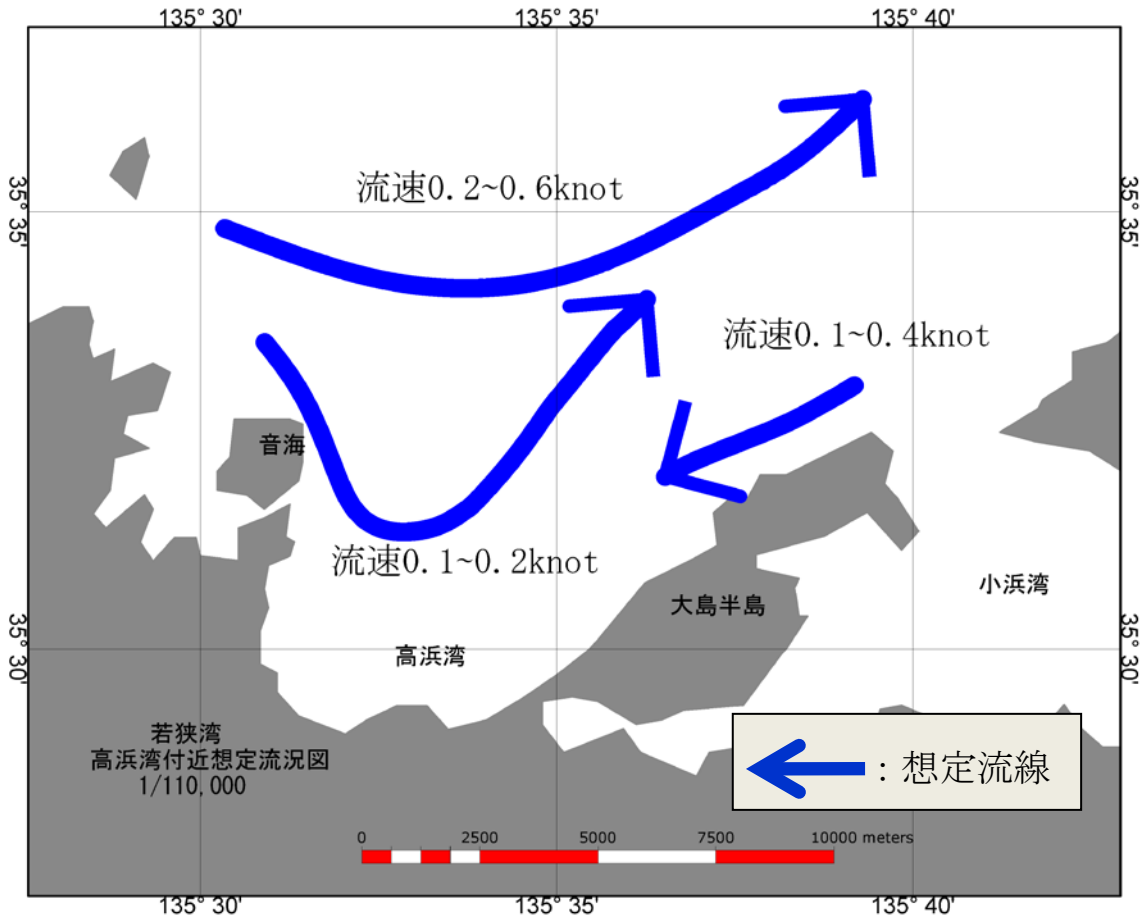 135° 30'
135° 35'
135° 40'
35° 35'
35° 35'
流速0.2~0.6knot
流速0.1~0.4knot
音海
流速0.1~0.2knot
小浜湾
大島半島
35° 30'
35° 30'
高浜湾
若狭湾
高浜湾付近想定流況図
1/110,000
: 想定流線
0
2500
5000
7500
10000 meters
135° 30'
135° 35'
135° 40'